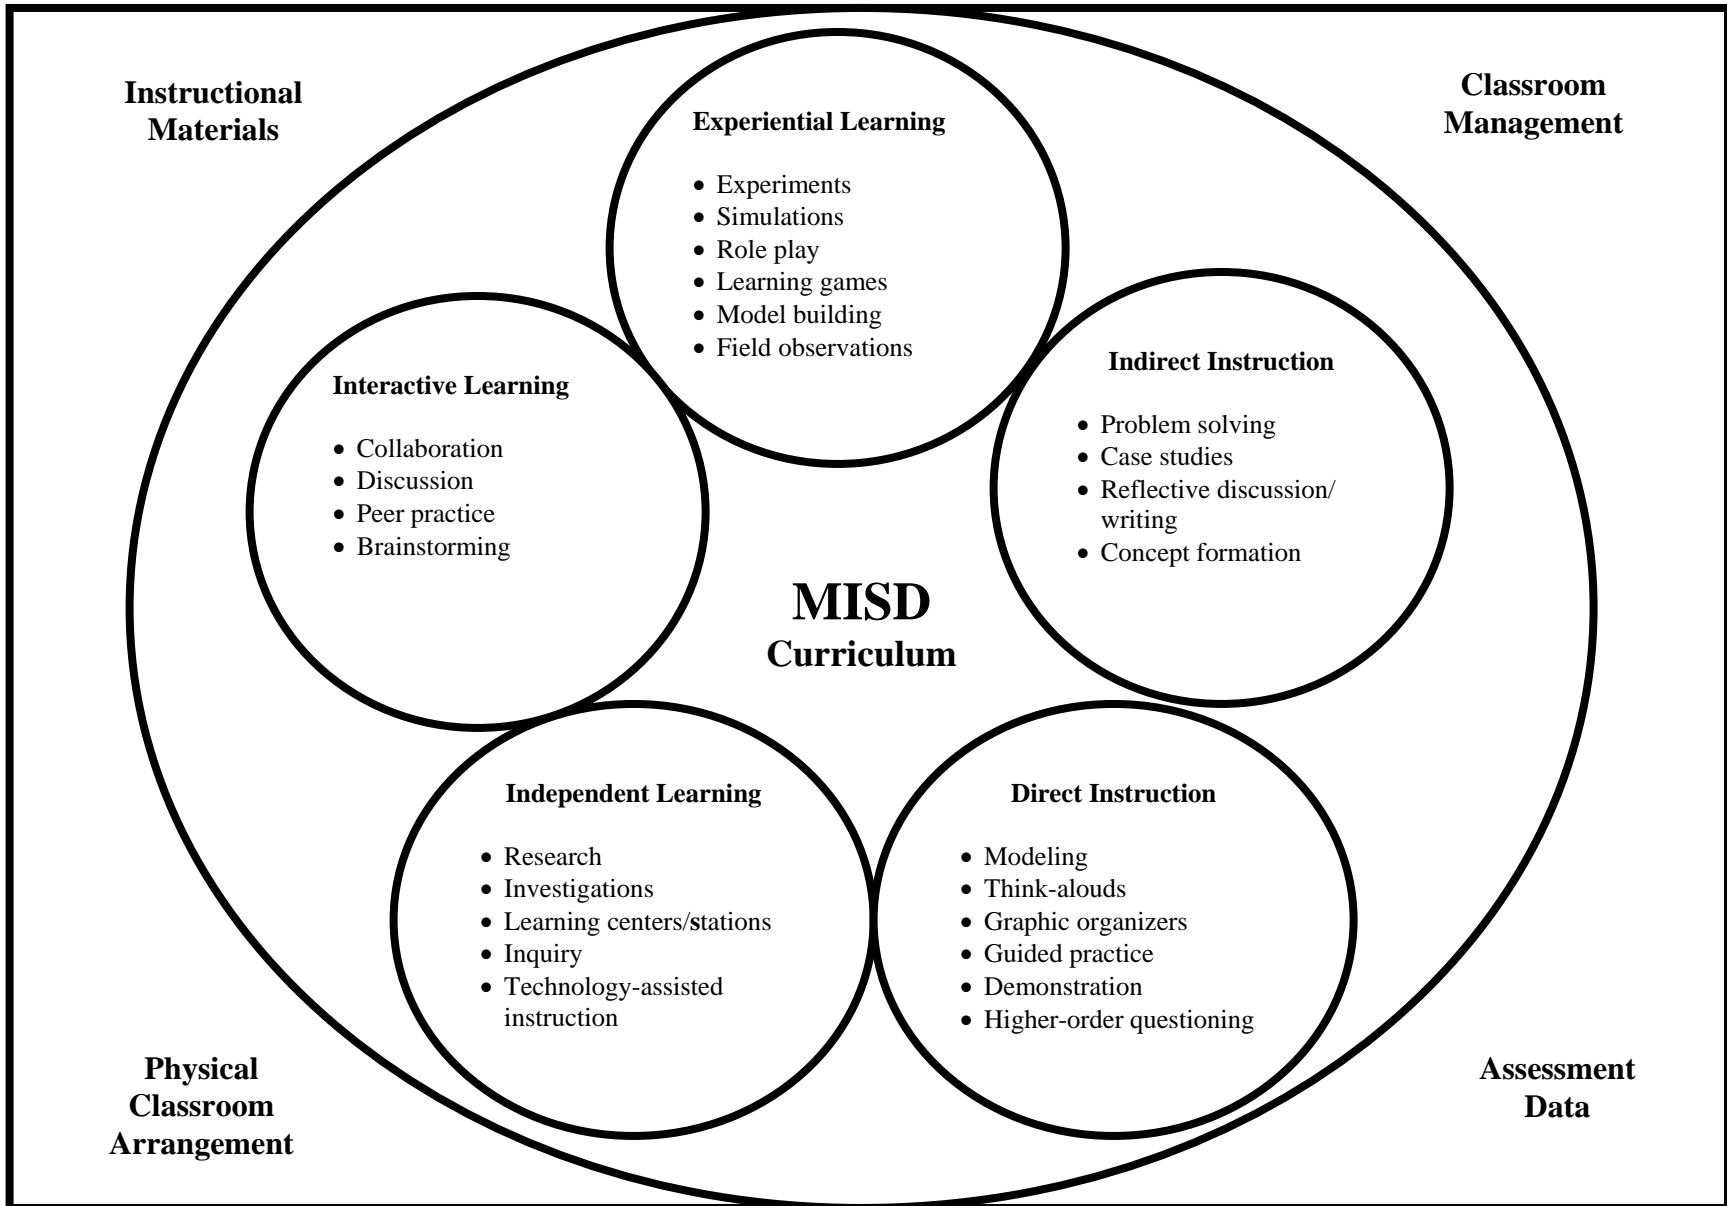 Instructional
Materials
Classroom
Management
Experiential Learning
• Experiments
• Simulations
• Role play
• Learning games
• Model building
• Field observations
Interactive Learning
• Collaboration
• Discussion
• Peer practice
• Brainstorming
Indirect Instruction
• Problem solving
• Case studies
• Reflective discussion/
writing
• Concept formation
MISD
Curriculum
Independent Learning
• Research
• Investigations
• Learning centers/stations
• Inquiry
• Technology-assisted
instruction
Direct Instruction
• Modeling
• Think-alouds
• Graphic organizers
• Guided practice
• Demonstration
• Higher-order questioning
Physical
Classroom
Arrangement
Assessment
Data